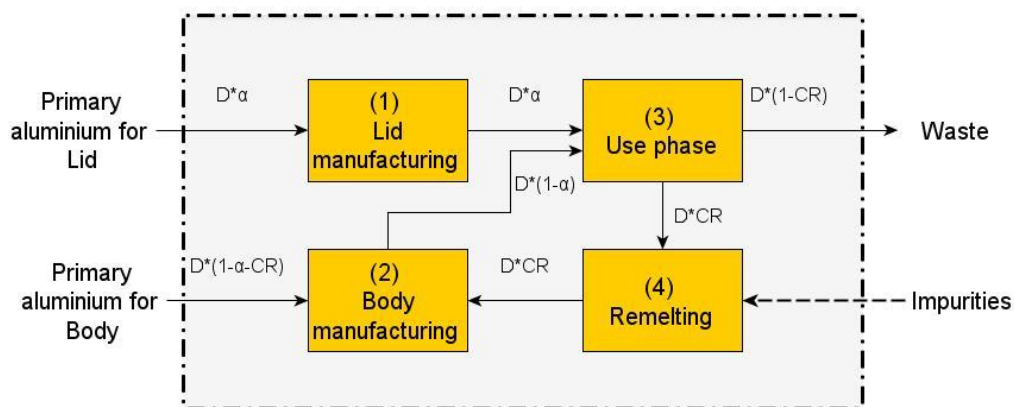 Primary
aluminium for
Lid
D*α
(1)
Lid
manufacturing
D*α
(3)
Use phase
D*(1-CR)
Waste
D*(1-α)
D*CR
Primary
aluminium for
Body
D*(1-α-CR)
(2)
Body
manufacturing
D*CR
(4)
Remelting
Impurities